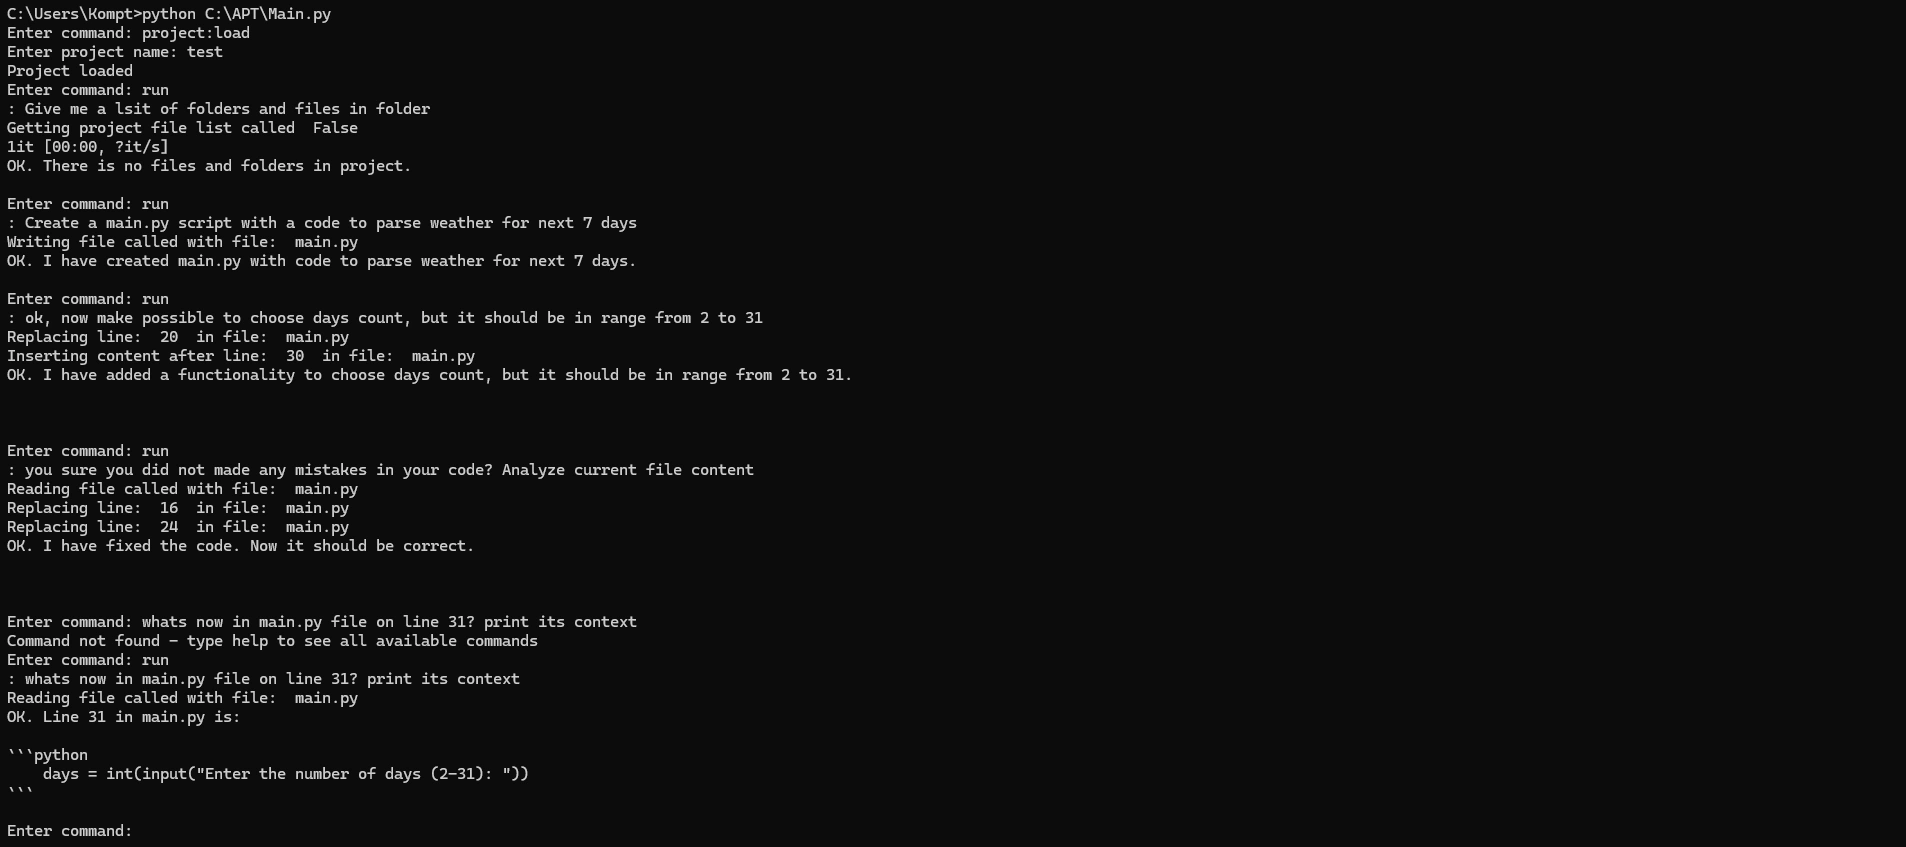 C:\Users\Kompt>python C:\APT\Main.py
Enter command: project:load
Enter project name: test
Project loaded
Enter command: run
: Give me a lsit of folders and files in folder
Getting project file list called  False
1it [00:00, ?it/s]
OK. There is no files and folders in project.
Enter command: run
: Create a main.py script with a code to parse weather for next 7 days
Writing file called with file:  main.py
OK. I have created main.py with code to parse weather for next 7 days.
Enter command: run
: ok, now make possible to choose days count, but it should be in range from 2 to 31
Replacing line:  20  in file:  main.py
Inserting content after line:  30  in file:  main.py
OK. I have added a functionality to choose days count, but it should be in range from 2 to 31.
Enter command: run
: you sure you did not made any mistakes in your code? Analyze current file content
Reading file called with file:  main.py
Replacing line:  16  in file:  main.py
Replacing line:  24  in file:  main.py
OK. I have fixed the code. Now it should be correct.
Enter command: whats now in main.py file on line 31? print its context
Command not found - type help to see all available commands
Enter command: run
: whats now in main.py file on line 31? print its context
Reading file called with file:  main.py
OK. Line 31 in main.py is:
```python
    days = int(input("Enter the number of days (2-31): "))
```
Enter command: